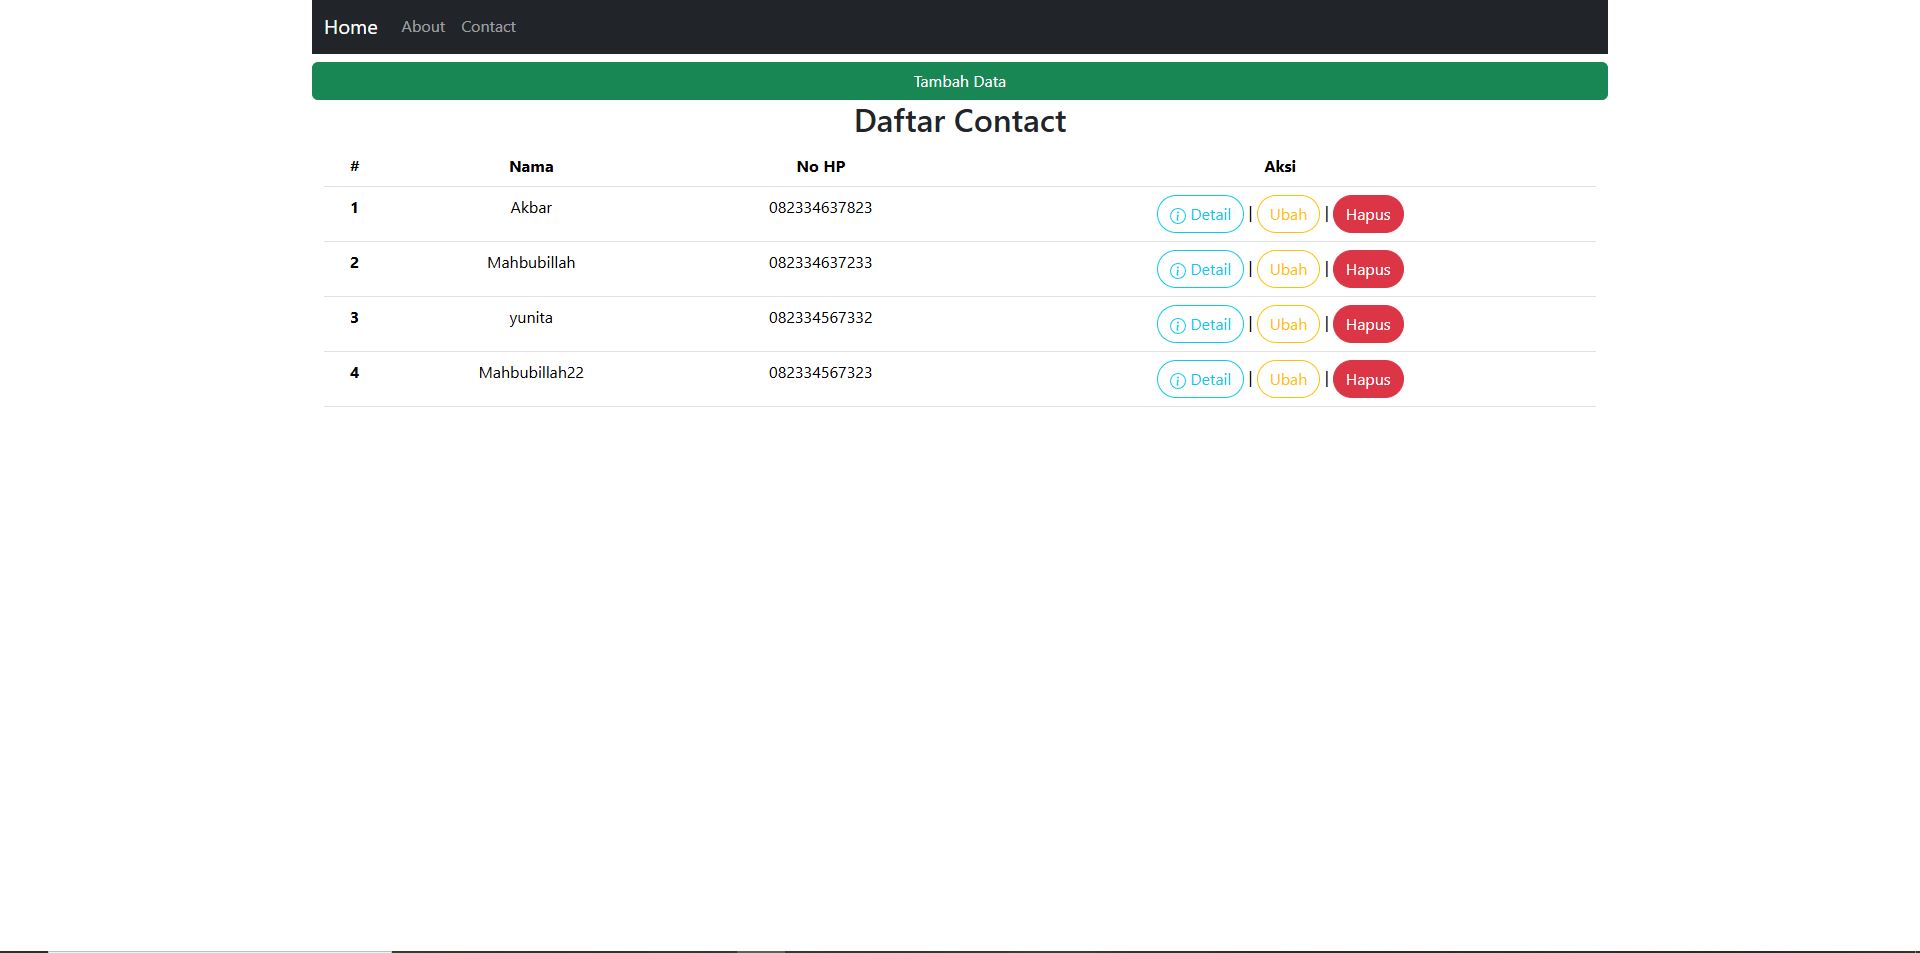 Home About Contact
Tambah Data
Daftar Contact
# Nama No HP Aksi
1 Akbar 082334637823 Detail | Ubah | Hapus
2 Mahbubillah 082334637233 Detail | Ubah | Hapus
3 yunita 082334567332 Detail | Ubah | Hapus
4 Mahbubillah22 082334567323 Detail | Ubah | Hapus